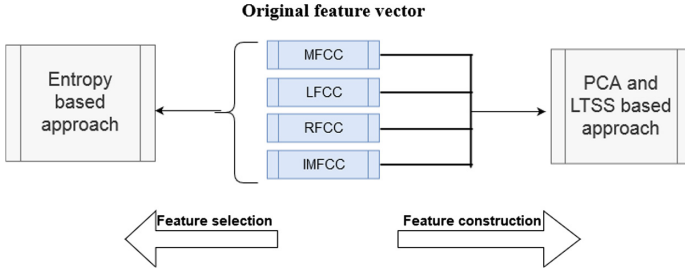 Original feature vector
Entropy
based
approach
MFCC
LFCC
RFCC
IMFCC
PCA and
LTSS based
approach
Feature selection
Feature construction